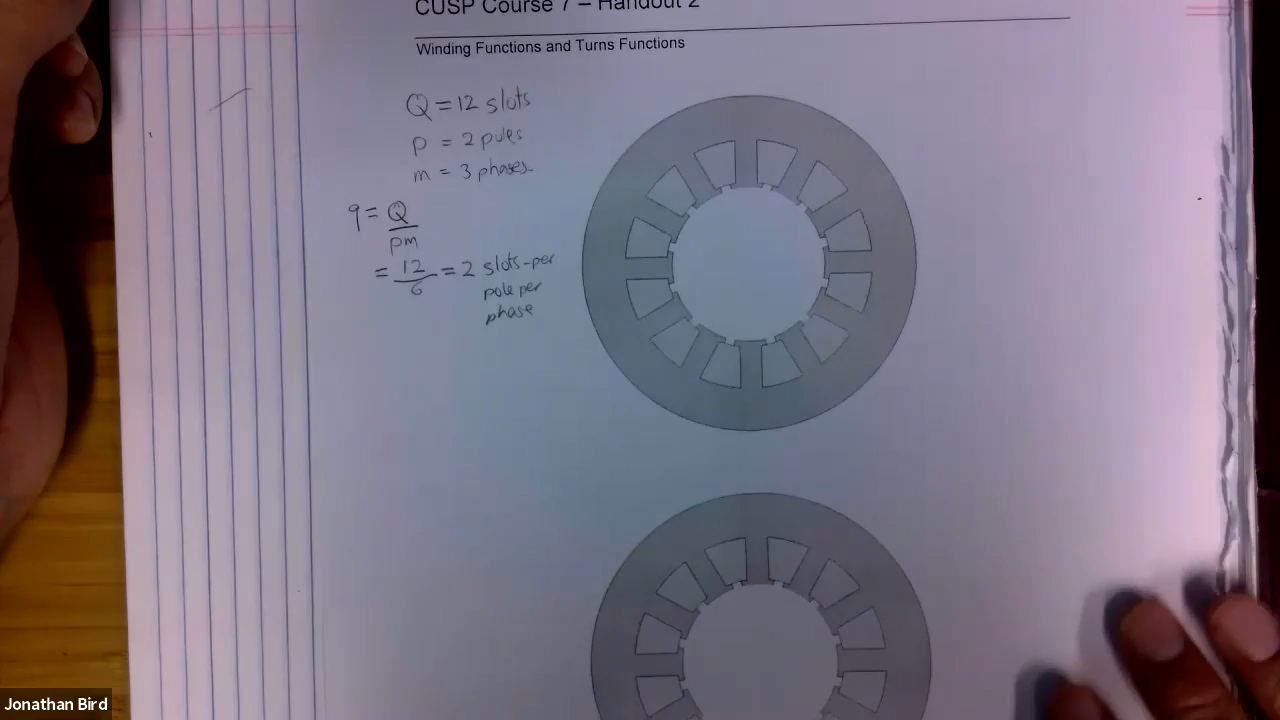 CUSP Course 7 – Handout 2
Winding Functions and Turns Functions
Q = 12 slots
p = 2 poles
m = 3 phases
q = Q
pm
= 12 = 2 slots-per
6
pole per
phase
Jonathan Bird